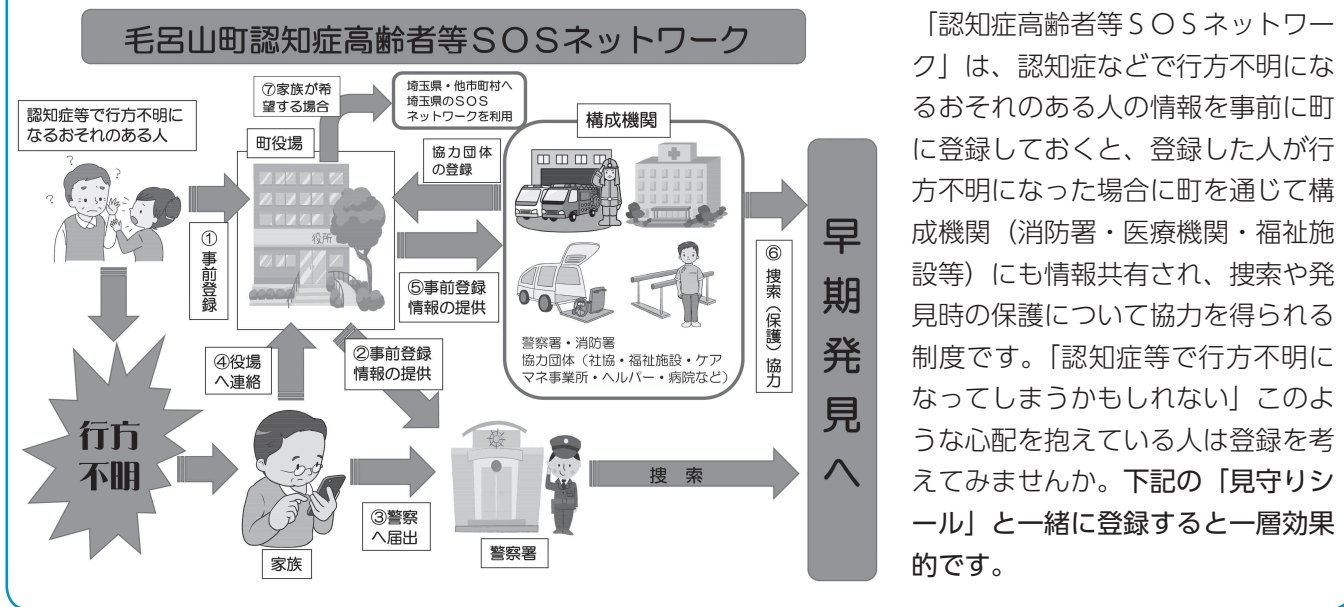 毛呂山町認知症高齢者等ＳＯＳネットワーク
認知症等で行方不明に
なるおそれのある人
？
？
？
⑦家族が希
望する場合
埼玉県・他市町村へ
埼玉県のＳＯＳ
ネットワークを利用
町役場
役所
①事前登録
協力団体
の登録
⑤事前登録
情報の提供
構成機関
警察署・消防署
協力団体（社協・福祉施設・ケア
マネ事業所・ヘルパー・病院など）
⑥捜索（保護）協力
早期発見へ
④役場
へ連絡
②事前登録
情報の提供
行方
不明
家族
③警察
へ届出
警察署
捜 索
「認知症高齢者等ＳＯＳネットワー
ク」は、認知症などで行方不明にな
るおそれのある人の情報を事前に町
に登録しておくと、登録した人が行
方不明になった場合に町を通じて構
成機関（消防署・医療機関・福祉施
設等）にも情報共有され、捜索や発
見時の保護について協力を得られる
制度です。「認知症等で行方不明に
なってしまうかもしれない」このよ
うな心配を抱えている人は登録を考
えてみませんか。下記の「見守りシ
ール」と一緒に登録すると一層効果
的です。